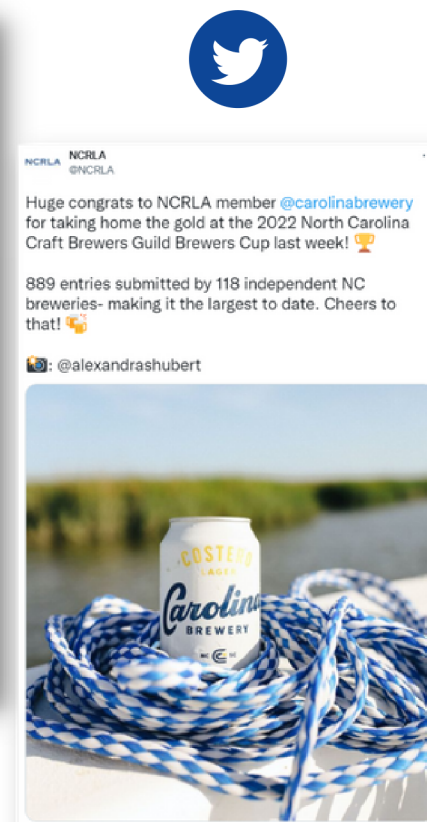 NCRLA
NCRLA
@NCRLA
Huge congrats to NCRLA member @carolinabrewery
for taking home the gold at the 2022 North Carolina
Craft Brewers Guild Brewers Cup last week! 🏆
889 entries submitted by 118 independent NC
breweries- making it the largest to date. Cheers to
that! 🍻
📸: @alexandrashubert
LAGER
Carolina
BREWERY
NC